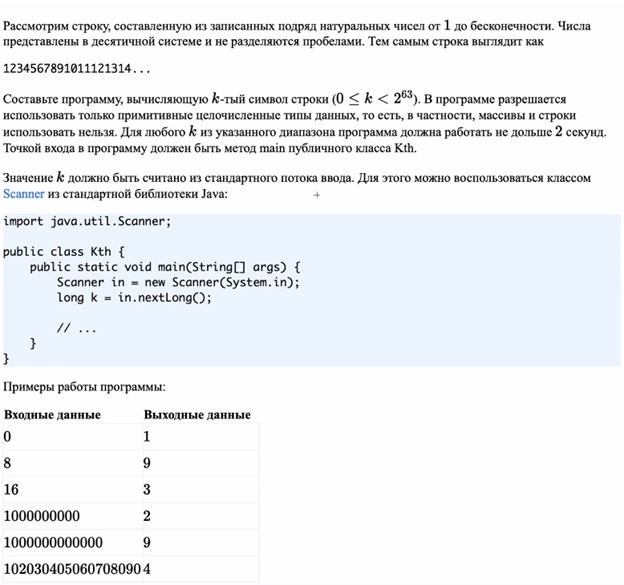 Рассмотрим строку, составленную из записанных подряд натуральных чисел от 1 до бесконечности. Числа
представлены в десятичной системе и не разделяются пробелами. Тем самым строка выглядит как
1234567891011121314...
Составьте программу, вычисляющую k-тый символ строки (0 ≤ k < 2^63). В программе разрешается
использовать только примитивные целочисленные типы данных, то есть, в частности, массивы и строки
использовать нельзя. Для любого k из указанного диапазона программа должна работать не дольше 2 секунд.
Точкой входа в программу должен быть метод main публичного класса Kth.
Значение k должно быть считано из стандартного потока ввода. Для этого можно воспользоваться классом
Scanner из стандартной библиотеки Java:
import java.util.Scanner;
public class Kth {
    public static void main(String[] args) {
        Scanner in = new Scanner(System.in);
        long k = in.nextLong();
        // ...
    }
}
Примеры работы программы:
Входные данные Выходные данные
0 1
8 9
16 3
1000000000 2
1000000000000 9
102030405060708090 4